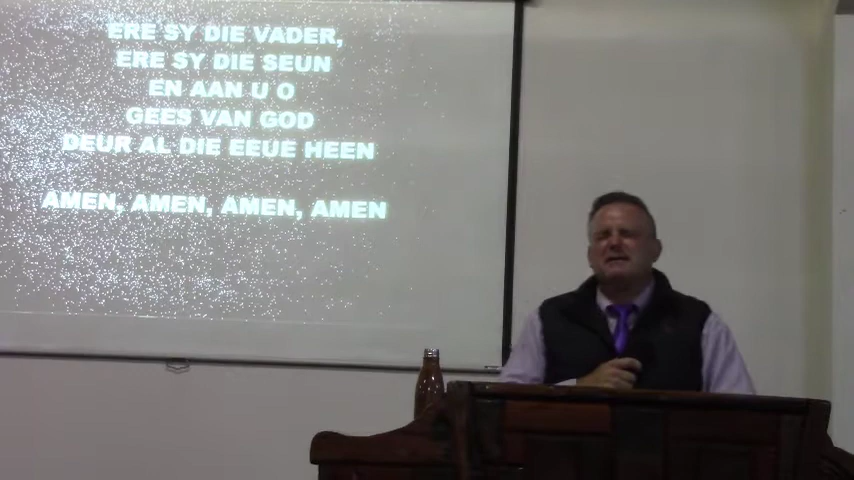 ERE SY DIE VADER,
ERE SY DIE SEUN
EN AAN U O
GEES VAN GOD
DEUR AL DIE EEUE HEEN
AMEN, AMEN, AMEN, AMEN